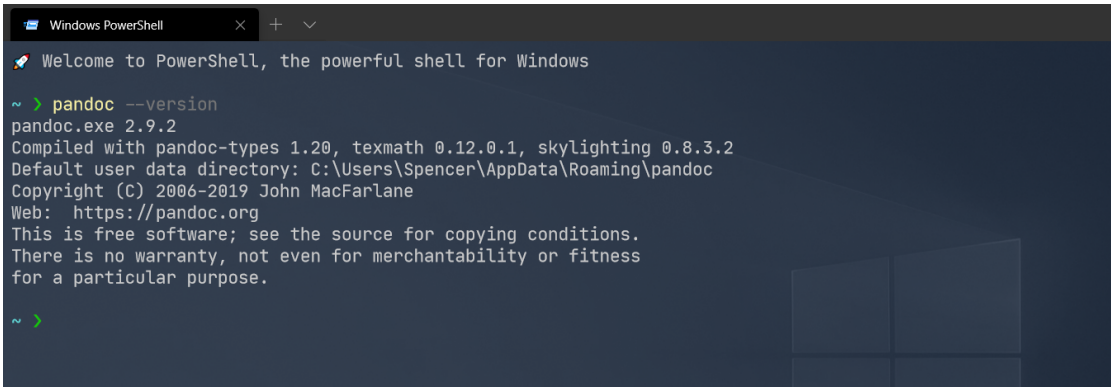 Windows PowerShell
🚀 Welcome to PowerShell, the powerful shell for Windows
~ ❯ pandoc --version
pandoc.exe 2.9.2
Compiled with pandoc-types 1.20, texmath 0.12.0.1, skylighting 0.8.3.2
Default user data directory: C:\Users\Spencer\AppData\Roaming\pandoc
Copyright (C) 2006-2019 John MacFarlane
Web:  https://pandoc.org
This is free software; see the source for copying conditions.
There is no warranty, not even for merchantability or fitness
for a particular purpose.
~ ❯